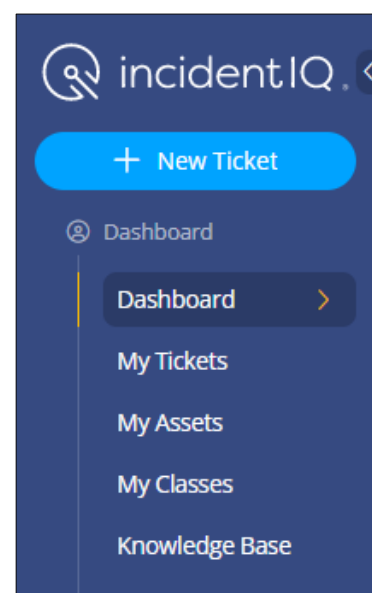 incidentIQ.
+ New Ticket
Dashboard
Dashboard >
My Tickets
My Assets
My Classes
Knowledge Base